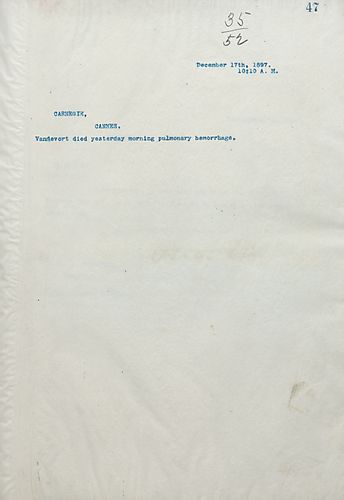 47
35
52
December 17th, 1897.
10:10 A. M.
CARNEGIE,
CANNES.
Vandevort died yesterday morning pulmonary hemorrhage.